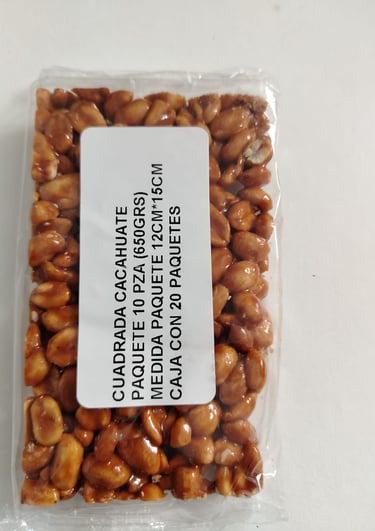 CUADRADA CACAHUATE
PAQUETE 10 PZA (650GRS)
MEDIDA PAQUETE 12CM*15CM
CAJA CON 20 PAQUETES